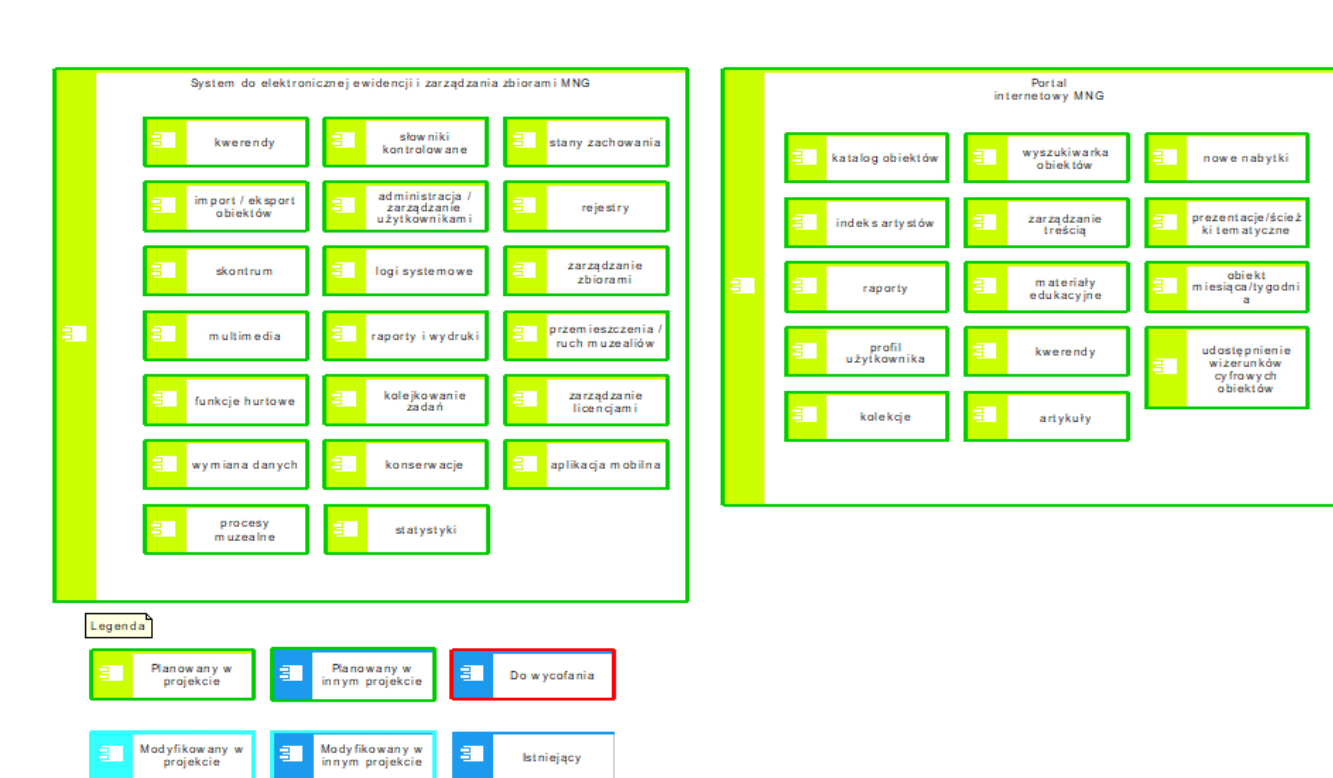 System do elektronicznej ewidencji i zarządzania zbiorami MNG
kwerendy
słowniki
kontrolowane
stany zachowania
import / eksport
obiektów
administracja /
zarządzanie
użytkownikami
rejestry
skontrum
logi systemowe
zarządzanie
zbiorami
multimedia
raporty i wydruki
przemieszczenia /
ruch muzealiów
funkcje hurtowe
kolejkowanie
zadań
zarządzanie
licencjami
wymiana danych
konserwacje
aplikacja mobilna
procesy
muzealne
statystyki
Portal
internetowy MNG
katalog obiektów
wyszukiwarka
obiektów
nowe nabytki
indeks artystów
zarządzanie
treścią
prezentacje/ścież
ki tematyczne
raporty
materiały
edukacyjne
obiekt
miesiąca/tygodni
a
profil
użytkownika
kwerendy
udostępnienie
wizerunków
cyfrowych
obiektów
kolekcje
artykuły
Legenda
Planowany w
projekcie
Planowany w
innym projekcie
Do wycofania
Modyfikowany w
projekcie
Modyfikowany w
innym projekcie
Istniejący